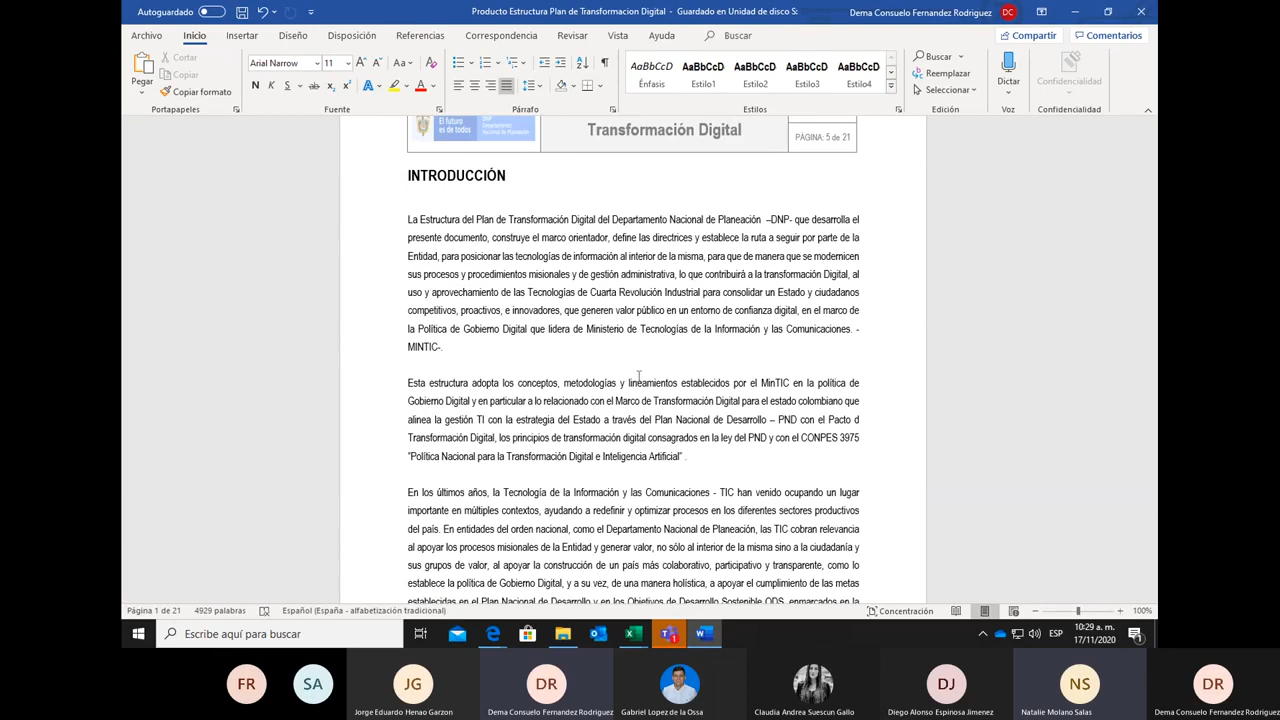 Autoguardado
Producto Estructura Plan de Transformacion Digital - Guardado en Unidad de disco S:
Dema Consuelo Fernandez Rodriguez
DC
Archivo Inicio Insertar Diseño Disposición Referencias Correspondencia Revisar Vista Ayuda Buscar
Compartir Comentarios
Pegar
Cortar
Copiar
Copiar formato
Portapapeles
Arial Narrow 11
Fuente
Párrafo
AaBbCcD AaBbCcD AaBbCcD AaBbCcD AaBbCcD
Énfasis Estilo1 Estilo2 Estilo3 Estilo4
Estilos
Buscar
Reemplazar
Seleccionar
Edición
Dictar
Voz
Confidencialidad
Confidencialidad
El futuro
es de todos
DNP
Departamento
Nacional de Planeación
Transformación Digital
PÁGINA: 5 de 21
INTRODUCCIÓN
La Estructura del Plan de Transformación Digital del Departamento Nacional de Planeación –DNP- que desarrolla el
presente documento, construye el marco orientador, define las directrices y establece la ruta a seguir por parte de la
Entidad, para posicionar las tecnologías de información al interior de la misma, para que de manera que se modernicen
sus procesos y procedimientos misionales y de gestión administrativa, lo que contribuirá a la transformación Digital, al
uso y aprovechamiento de las Tecnologías de Cuarta Revolución Industrial para consolidar un Estado y ciudadanos
competitivos, proactivos, e innovadores, que generen valor público en un entorno de confianza digital, en el marco de
la Política de Gobierno Digital que lidera de Ministerio de Tecnologías de la Información y las Comunicaciones. -
MINTIC-.
Esta estructura adopta los conceptos, metodologías y lineamientos establecidos por el MinTIC en la política de
Gobierno Digital y en particular a lo relacionado con el Marco de Transformación Digital para el estado colombiano que
alinea la gestión TI con la estrategia del Estado a través del Plan Nacional de Desarrollo – PND con el Pacto d
Transformación Digital, los principios de transformación digital consagrados en la ley del PND y con el CONPES 3975
"Política Nacional para la Transformación Digital e Inteligencia Artificial" .
En los últimos años, la Tecnología de la Información y las Comunicaciones - TIC han venido ocupando un lugar
importante en múltiples contextos, ayudando a redefinir y optimizar procesos en los diferentes sectores productivos
del país. En entidades del orden nacional, como el Departamento Nacional de Planeación, las TIC cobran relevancia
al apoyar los procesos misionales de la Entidad y generar valor, no sólo al interior de la misma sino a la ciudadanía y
sus grupos de valor, al apoyar la construcción de un país más colaborativo, participativo y transparente, como lo
establece la política de Gobierno Digital, y a su vez, de una manera holística, a apoyar el cumplimiento de las metas
establecidas en el Plan Nacional de Desarrollo y en los Objetivos de Desarrollo Sostenible ODS, enmarcados en la
Página 1 de 21 4929 palabras Español (España - alfabetización tradicional) Concentración 100%
Escribe aquí para buscar
ESP
10:29 a. m.
17/11/2020
FR SA JG DR DJ NS DR
Jorge Eduardo Henao Garzon
Dema Consuelo Fernandez Rodriguez
Gabriel Lopez de la Ossa
Claudia Andrea Suescun Gallo
Diego Alonso Espinosa Jimenez
Natalie Molano Salas
Dema Consuelo Fernandez Rodriguez